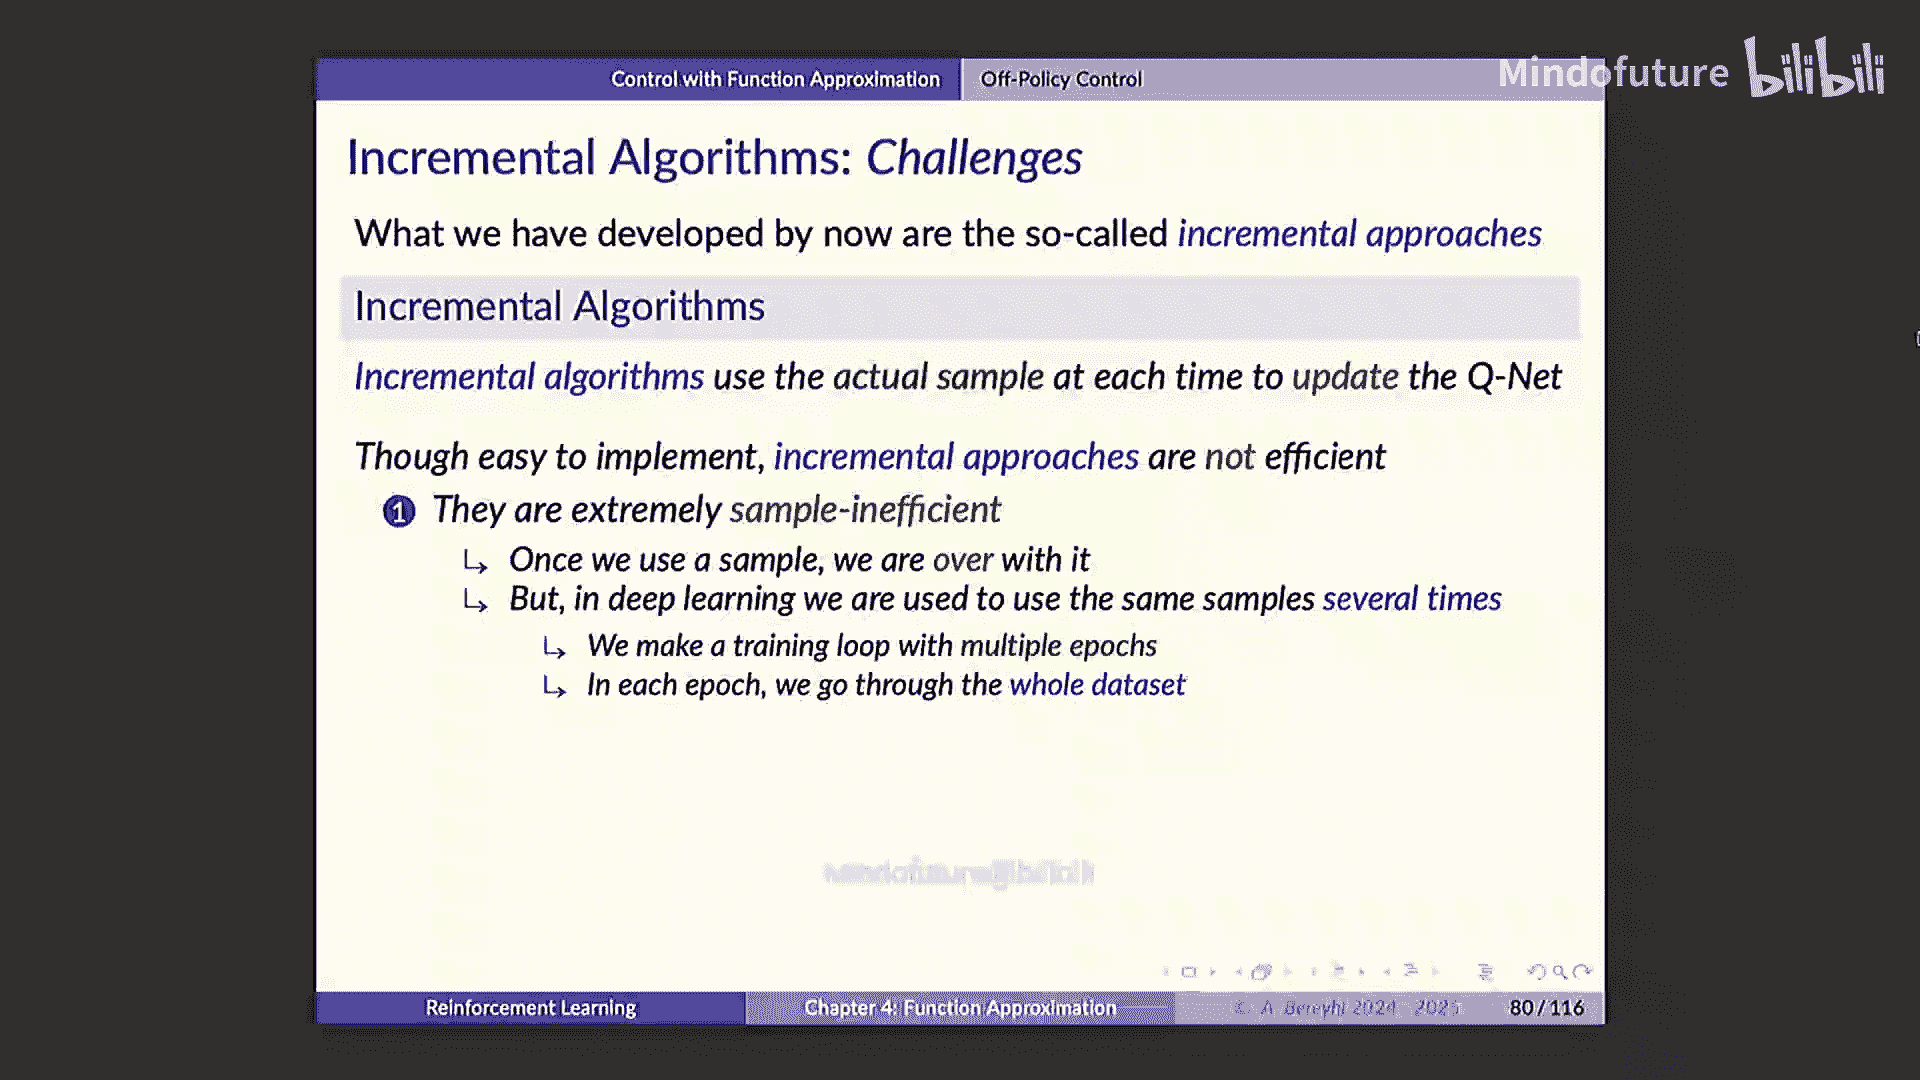 Control with Function Approximation
Off-Policy Control
Mindofuture bilibili
Incremental Algorithms: Challenges
What we have developed by now are the so-called incremental approaches
Incremental Algorithms
Incremental algorithms use the actual sample at each time to update the Q-Net
Though easy to implement, incremental approaches are not efficient
1 They are extremely sample-inefficient
↳ Once we use a sample, we are over with it
↳ But, in deep learning we are used to use the same samples several times
↳ We make a training loop with multiple epochs
↳ In each epoch, we go through the whole dataset
Reinforcement Learning
Chapter 4: Function Approximation
A. Bereyhi 2024
80/116